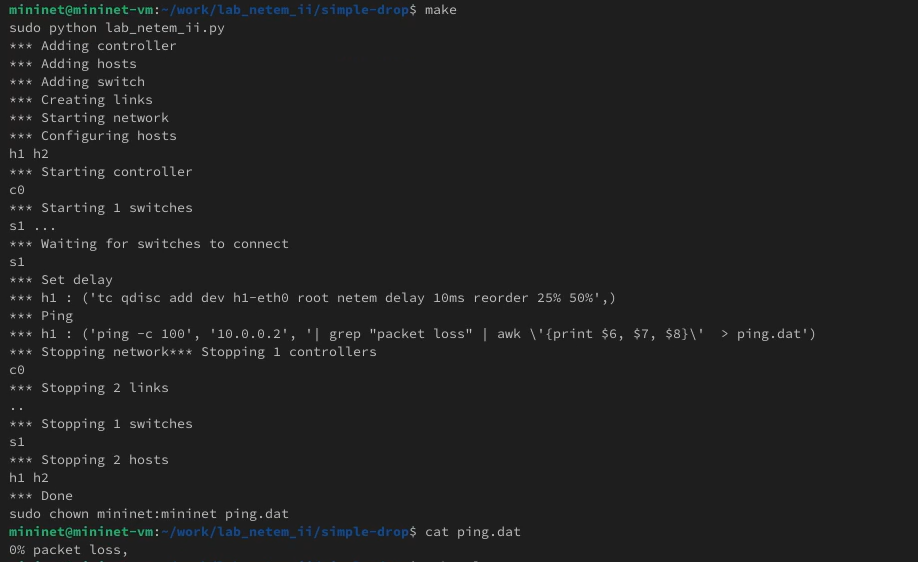 mininet@mininet-vm:~/work/lab_netem_ii/simple-drop$ make
sudo python lab_netem_ii.py
*** Adding controller
*** Adding hosts
*** Adding switch
*** Creating links
*** Starting network
*** Configuring hosts
h1 h2
*** Starting controller
c0
*** Starting 1 switches
s1 ...
*** Waiting for switches to connect
s1
*** Set delay
*** h1 : ('tc qdisc add dev h1-eth0 root netem delay 10ms reorder 25% 50%',)
*** Ping
*** h1 : ('ping -c 100', '10.0.0.2', '| grep "packet loss" | awk \'{print $6, $7, $8}\'  > ping.dat')
*** Stopping network*** Stopping 1 controllers
c0
*** Stopping 2 links
..
*** Stopping 1 switches
s1
*** Stopping 2 hosts
h1 h2
*** Done
sudo chown mininet:mininet ping.dat
mininet@mininet-vm:~/work/lab_netem_ii/simple-drop$ cat ping.dat
0% packet loss,